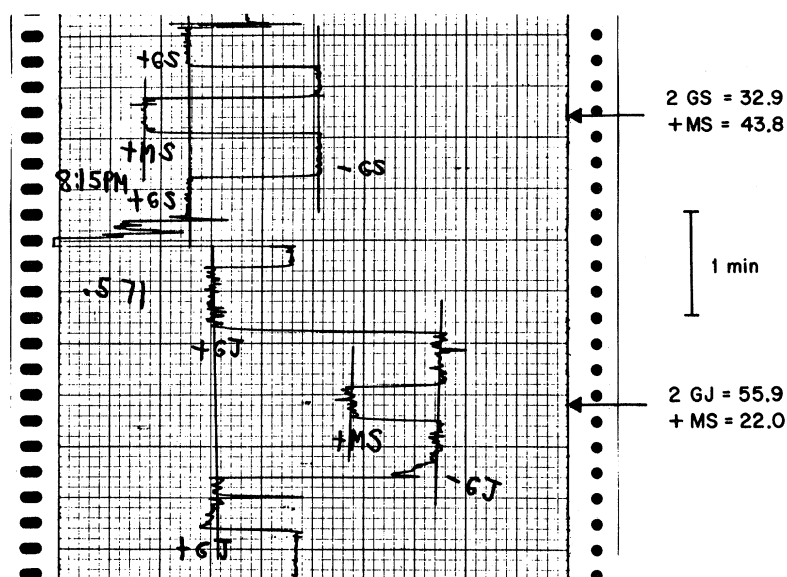 +GS
2 GS = 32.9
+MS = 43.8
+MS
-GS
8:15PM
+GS
1 min
.571
+GJ
2 GJ = 55.9
+MS = 22.0
+MS
-GJ
+GJ